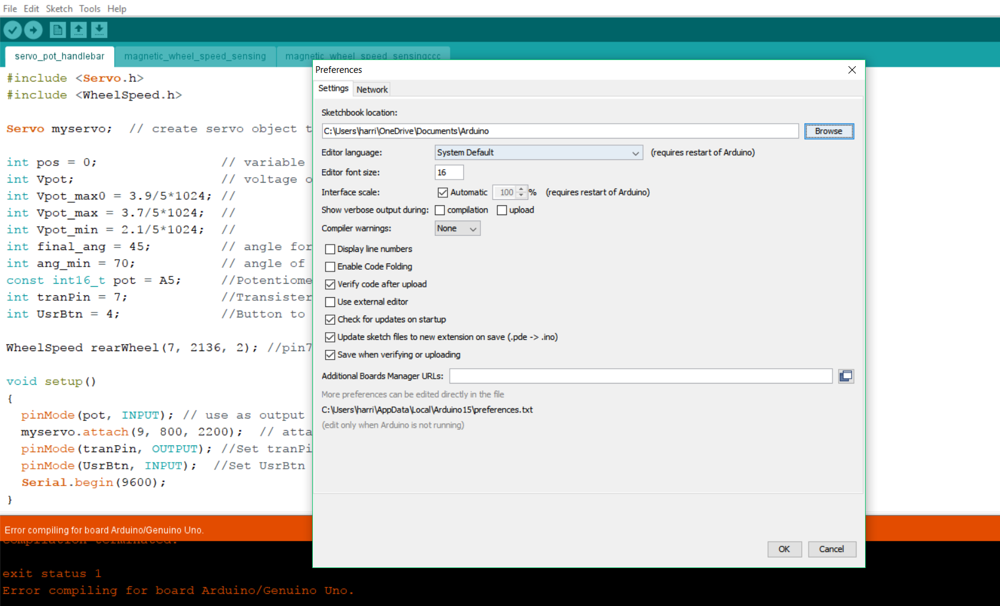 File Edit Sketch Tools Help
servo_pot_handlebar magnetic_wheel_speed_sensing magnetic_wheel_speed_sensingccc
#include <Servo.h>
#include <WheelSpeed.h>
Servo myservo;  // create servo object t
int pos = 0;  // variable
int Vpot;  // voltage o
int Vpot_max0 = 3.9/5*1024; //
int Vpot_max = 3.7/5*1024;  //
int Vpot_min = 2.1/5*1024;  //
int final_ang = 45;  // angle for
int ang_min = 70;  // angle of
const int16_t pot = A5;  //Potentiome
int tranPin = 7;  //Transister
int UsrBtn = 4;  //Button to
WheelSpeed rearWheel(7, 2136, 2); //pin7
void setup()
{
pinMode(pot, INPUT); // use as output
myservo.attach(9, 800, 2200);  // atta
pinMode(tranPin, OUTPUT); //Set tranPi
pinMode(UsrBtn, INPUT);  //Set UsrBtn
Serial.begin(9600);
}
Error compiling for board Arduino/Genuino Uno.
compilation terminated.
exit status 1
Error compiling for board Arduino/Genuino Uno.
Preferences
Settings Network
Sketchbook location:
C:\Users\harri\OneDrive\Documents\Arduino Browse
Editor language: System Default (requires restart of Arduino)
Editor font size: 16
Interface scale: Automatic 100 % (requires restart of Arduino)
Show verbose output during: compilation upload
Compiler warnings: None
Display line numbers
Enable Code Folding
Verify code after upload
Use external editor
Check for updates on startup
Update sketch files to new extension on save (.pde -> .ino)
Save when verifying or uploading
Additional Boards Manager URLs:
More preferences can be edited directly in the file
C:\Users\harri\AppData\Local\Arduino15\preferences.txt
(edit only when Arduino is not running)
OK Cancel